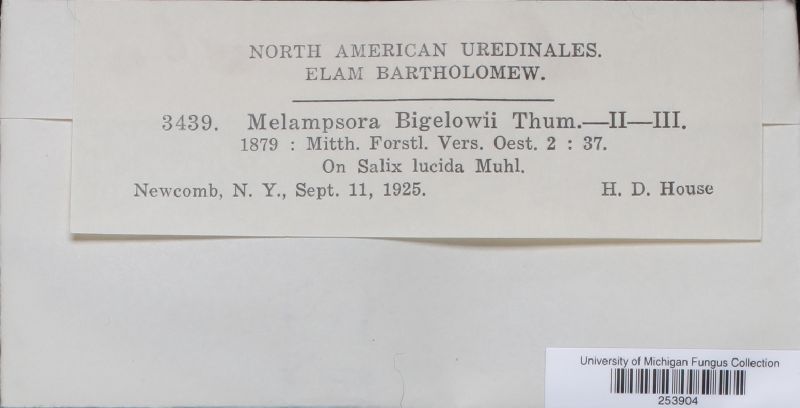 NORTH AMERICAN UREDINALES.
ELAM BARTHOLOMEW.
3439. Melampsora Bigelowii Thum.—II—III.
1879 : Mitth. Forstl. Vers. Oest. 2 : 37.
On Salix lucida Muhl.
Newcomb, N. Y., Sept. 11, 1925. H. D. House
University of Michigan Fungus Collection
253904